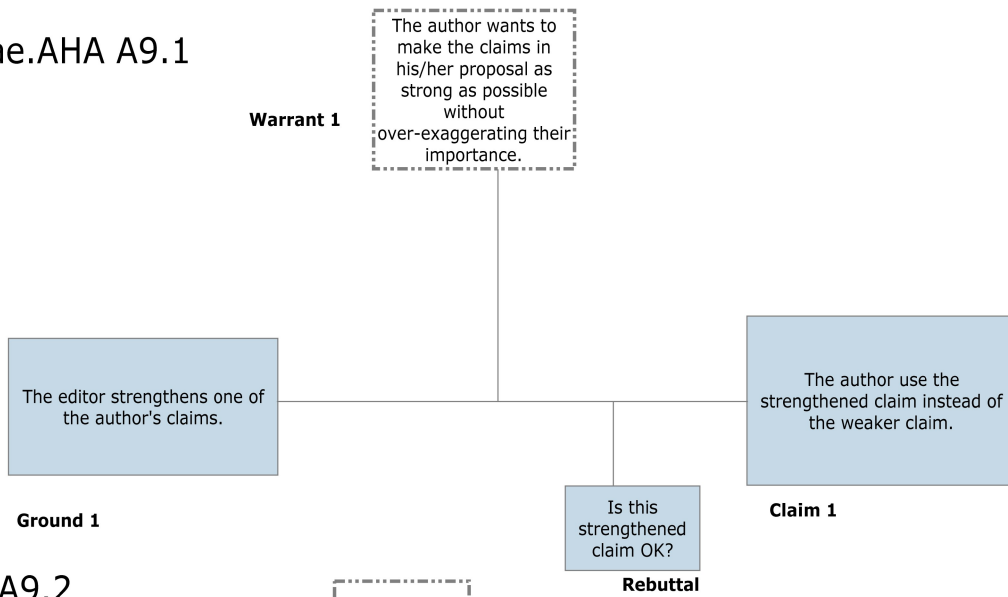 ne.AHA A9.1
The author wants to
make the claims in
his/her proposal as
strong as possible
without
over-exaggerating their
importance.
Warrant 1
The editor strengthens one of
the author's claims.
The author use the
strengthened claim instead of
the weaker claim.
Ground 1
Is this
strengthened
claim OK?
Claim 1
Rebuttal
A9.2